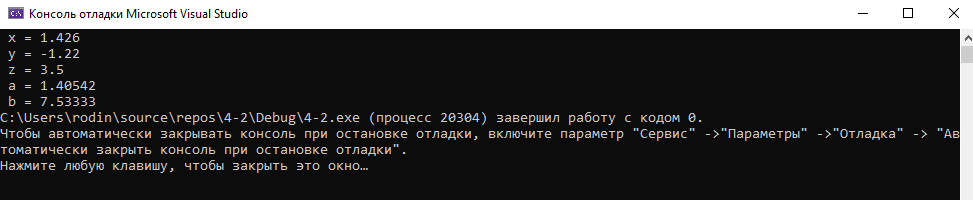 Консоль отладки Microsoft Visual Studio
x = 1.426
y = -1.22
z = 3.5
a = 1.40542
b = 7.53333
C:\Users\rodin\source\repos\4-2\Debug\4-2.exe (процесс 20304) завершил работу с кодом 0.
Чтобы автоматически закрывать консоль при остановке отладки, включите параметр "Сервис" ->"Параметры" ->"Отладка" -> "Ав
томатически закрыть консоль при остановке отладки".
Нажмите любую клавишу, чтобы закрыть это окно…